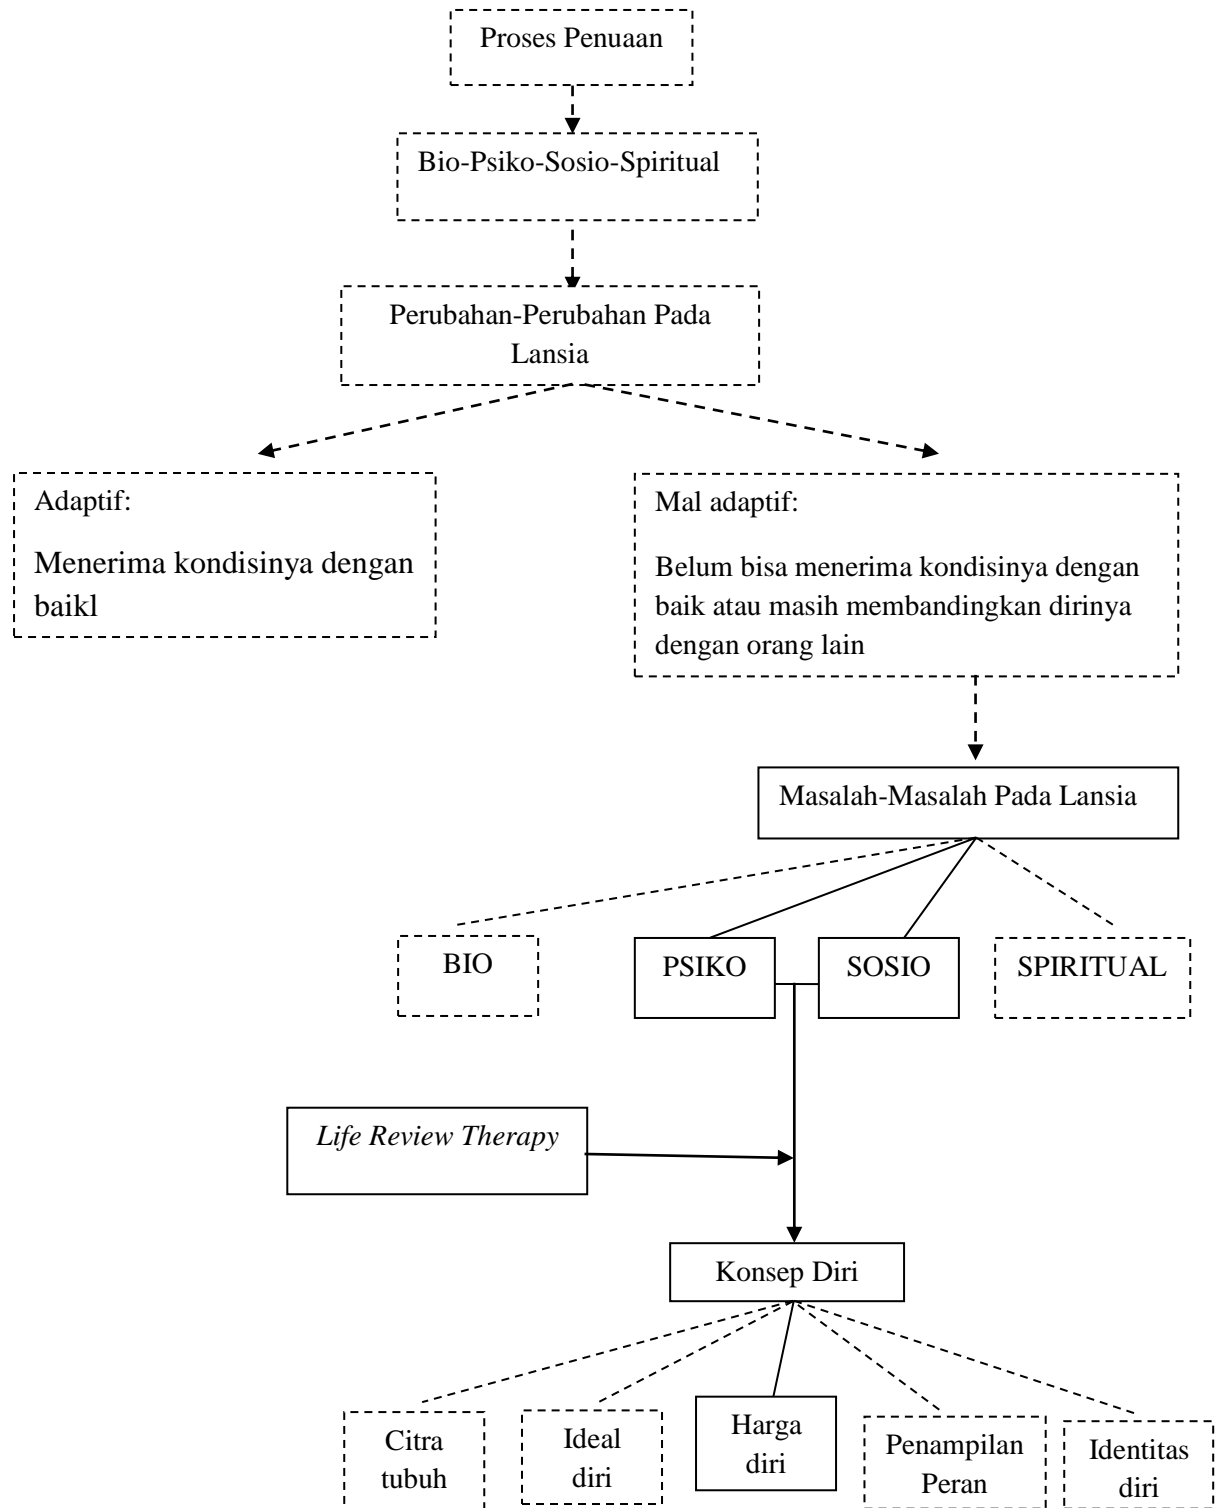 Proses Penuaan
Bio-Psiko-Sosio-Spiritual
Perubahan-Perubahan Pada
Lansia
Adaptif:
Menerima kondisinya dengan
baikl
Mal adaptif:
Belum bisa menerima kondisinya dengan
baik atau masih membandingkan dirinya
dengan orang lain
Masalah-Masalah Pada Lansia
BIO
PSIKO
SOSIO
SPIRITUAL
Life Review Therapy
Konsep Diri
Citra
tubuh
Ideal
diri
Harga
diri
Penampilan
Peran
Identitas
diri